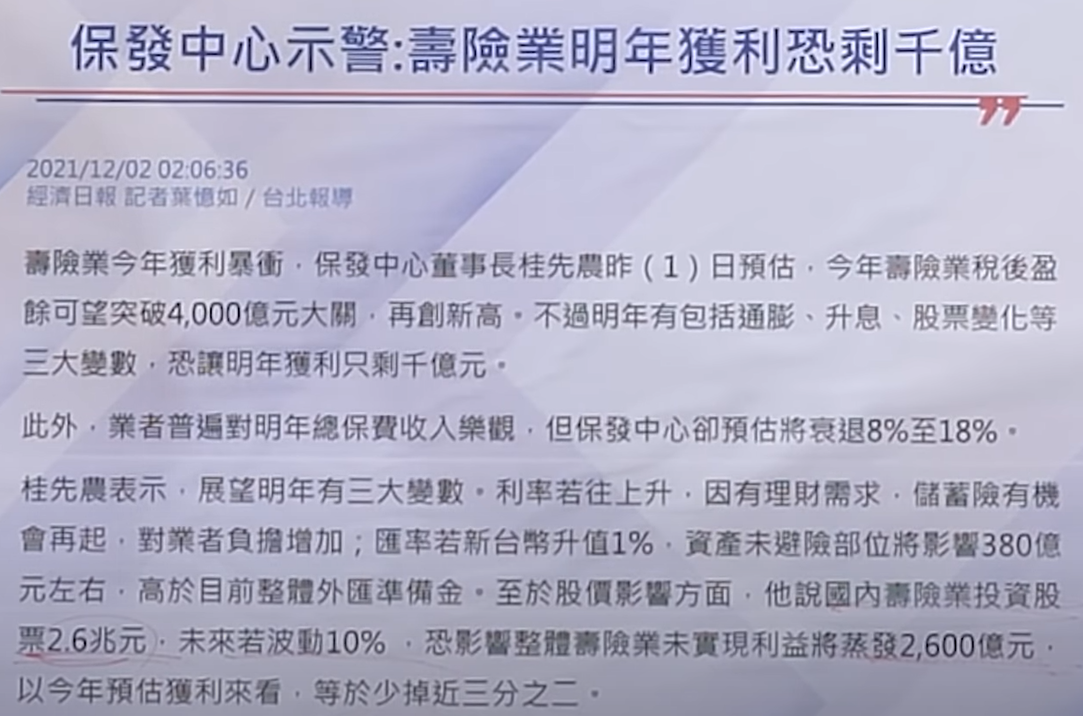 保發中心示警:壽險業明年獲利恐剩千億
2021/12/02 02:06:36
經濟日報 記者葉憶如 / 台北報導
壽險業今年獲利暴衝，保發中心董事長桂先農昨（1）日預估，今年壽險業稅後盈
餘可望突破4,000億元大關，再創新高。不過明年有包括通膨、升息、股票變化等
三大變數，恐讓明年獲利只剩千億元。
此外，業者普遍對明年總保費收入樂觀，但保發中心卻預估將衰退8%至18%。
桂先農表示，展望明年有三大變數。利率若往上升，因有理財需求，儲蓄險有機
會再起，對業者負擔增加；匯率若新台幣升值1%，資產未避險部位將影響380億
元左右，高於目前整體外匯準備金。至於股價影響方面，他說國內壽險業投資股
票2.6兆元，未來若波動10% ，恐影響整體壽險業未實現利益將蒸發2,600億元，
以今年預估獲利來看，等於少掉近三分之二。